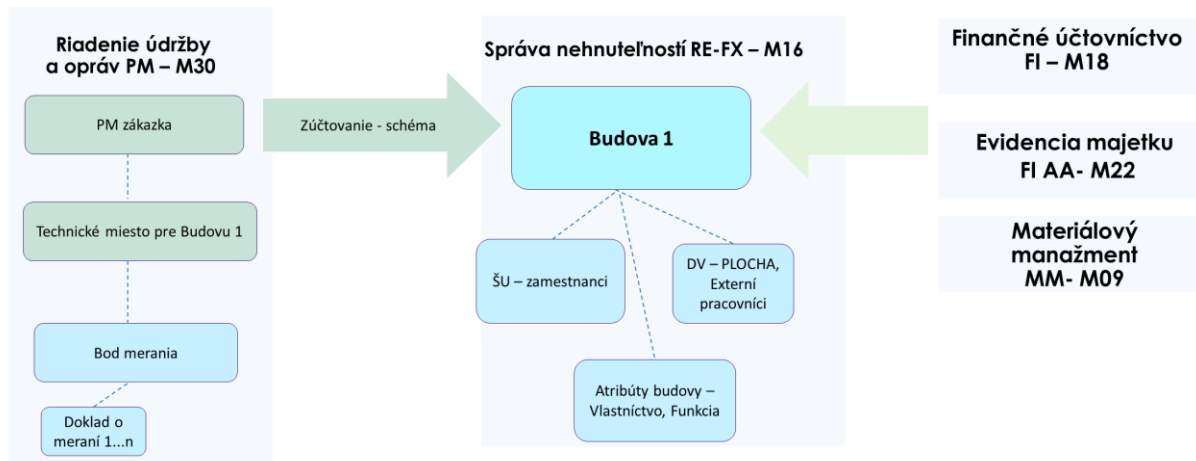 Riadenie údržby
a opráv PM – M30
PM zákazka
Technické miesto pre Budovu 1
Bod merania
Doklad o
meraní 1...n
Zúčtovanie - schéma
Správa nehnuteľností RE-FX – M16
Budova 1
ŠU – zamestnanci
DV – PLOCHA,
Externí
pracovníci
Atribúty budovy –
Vlastníctvo, Funkcia
Finančné účtovníctvo
FI – M18
Evidencia majetku
FI AA- M22
Materiálový
manažment
MM- M09